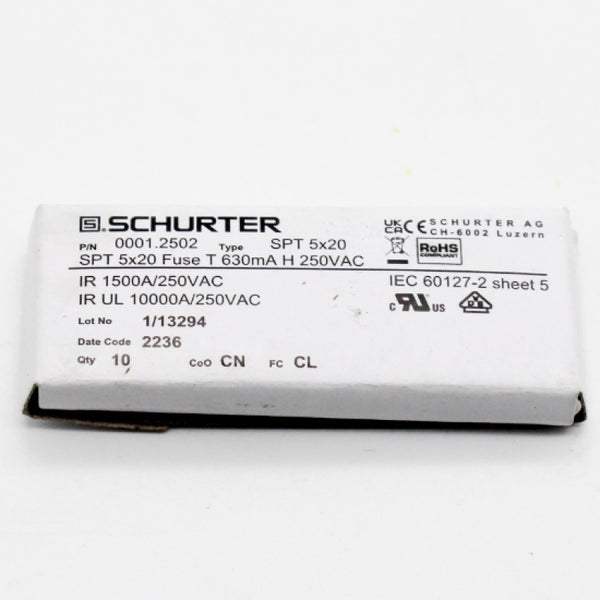 S SCHURTER
P/N 0001.2502 Type SPT 5x20
SPT 5x20 Fuse T 630mA H 250VAC
IR 1500A/250VAC
IR UL 10000A/250VAC
Lot No 1/13294
Date Code 2236
Qty 10 CoO CN FC CL
UK CA CE SCHURTER AG
CH-6002 Luzern
RoHS
COMPLIANT
IEC 60127-2 sheet 5
c RU US